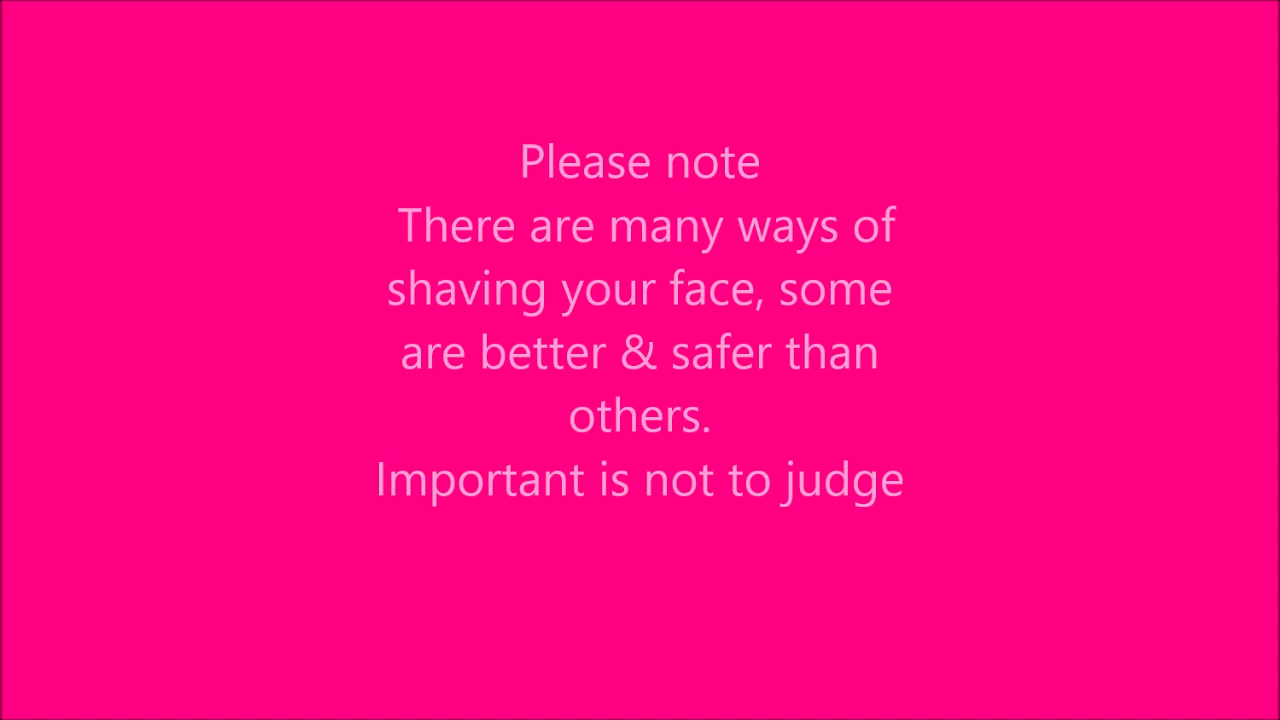 Please note
There are many ways of
shaving your face, some
are better & safer than
others.
Important is not to judge